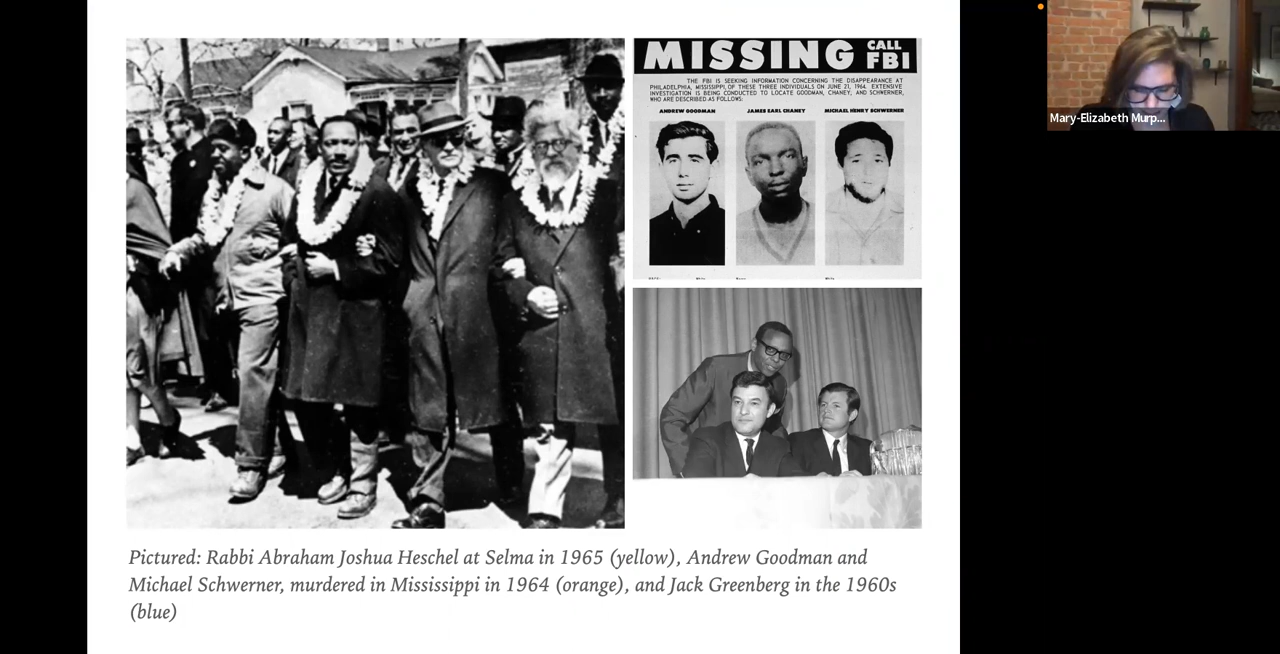 MISSING CALL FBI
THE FBI IS SEEKING INFORMATION CONCERNING THE DISAPPEARANCE AT
PHILADELPHIA, MISSISSIPPI, OF THESE THREE INDIVIDUALS ON JUNE 21, 1964. EXTENSIVE
INVESTIGATION IS BEING CONDUCTED TO LOCATE GOODMAN, CHANEY, AND SCHWERNER,
WHO ARE DESCRIBED AS FOLLOWS:
ANDREW GOODMAN JAMES EARL CHANEY MICHAEL HENRY SCHWERNER
Pictured: Rabbi Abraham Joshua Heschel at Selma in 1965 (yellow), Andrew Goodman and
Michael Schwerner, murdered in Mississippi in 1964 (orange), and Jack Greenberg in the 1960s
(blue)
Mary-Elizabeth Murp...